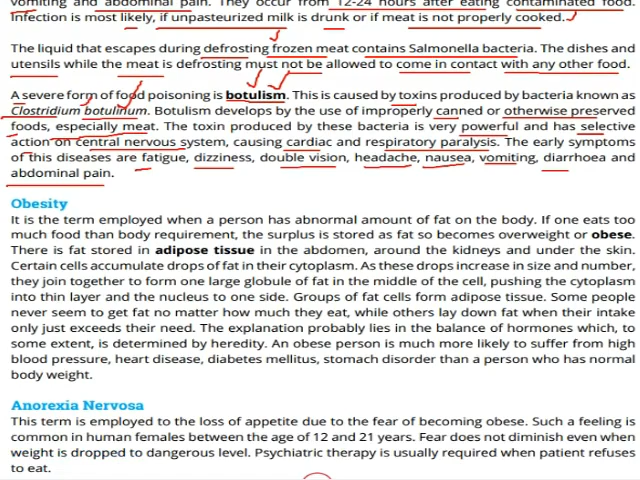 vomiting and abdominal pain. They occur from 12-24 hours after eating contaminated food.
Infection is most likely, if unpasteurized milk is drunk or if meat is not properly cooked.
The liquid that escapes during defrosting frozen meat contains Salmonella bacteria. The dishes and
utensils while the meat is defrosting must not be allowed to come in contact with any other food.
A severe form of food poisoning is botulism. This is caused by toxins produced by bacteria known as
Clostridium botulinum. Botulism develops by the use of improperly canned or otherwise preserved
foods, especially meat. The toxin produced by these bacteria is very powerful and has selective
action on central nervous system, causing cardiac and respiratory paralysis. The early symptoms
of this diseases are fatigue, dizziness, double vision, headache, nausea, vomiting, diarrhoea and
abdominal pain.
Obesity
It is the term employed when a person has abnormal amount of fat on the body. If one eats too
much food than body requirement, the surplus is stored as fat so becomes overweight or obese.
There is fat stored in adipose tissue in the abdomen, around the kidneys and under the skin.
Certain cells accumulate drops of fat in their cytoplasm. As these drops increase in size and number,
they join together to form one large globule of fat in the middle of the cell, pushing the cytoplasm
into thin layer and the nucleus to one side. Groups of fat cells form adipose tissue. Some people
never seem to get fat no matter how much they eat, while others lay down fat when their intake
only just exceeds their need. The explanation probably lies in the balance of hormones which, to
some extent, is determined by heredity. An obese person is much more likely to suffer from high
blood pressure, heart disease, diabetes mellitus, stomach disorder than a person who has normal
body weight.
Anorexia Nervosa
This term is employed to the loss of appetite due to the fear of becoming obese. Such a feeling is
common in human females between the age of 12 and 21 years. Fear does not diminish even when
weight is dropped to dangerous level. Psychiatric therapy is usually required when patient refuses
to eat.